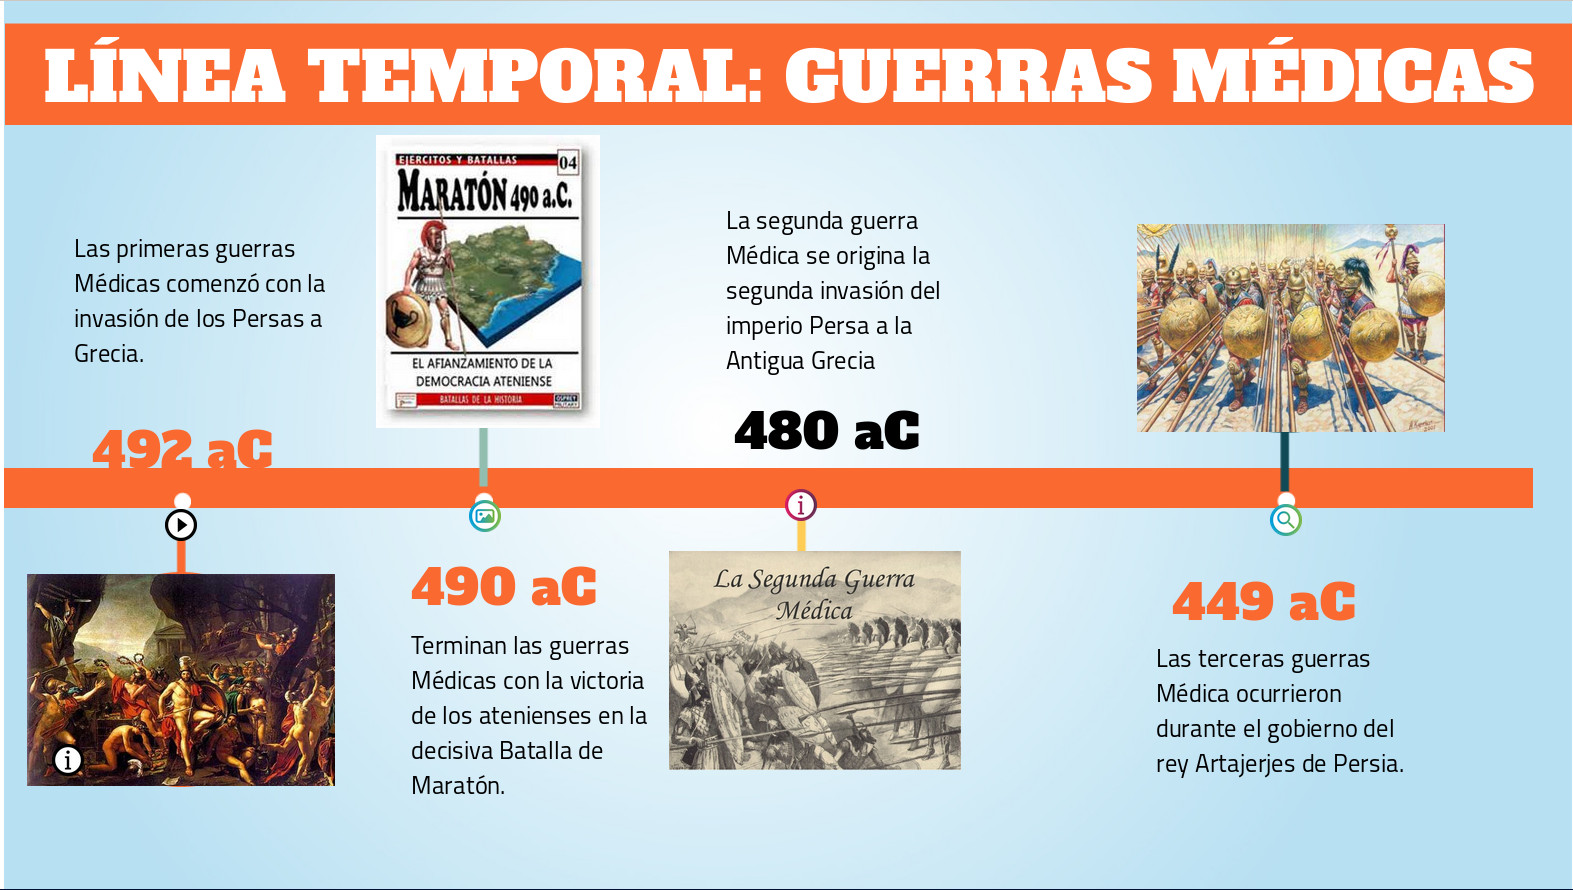 LÍNEA TEMPORAL: GUERRAS MÉDICAS
Las primeras guerras
Médicas comenzó con la
invasión de los Persas a
Grecia.
492 aC
EJERCITOS Y BATALLAS
04
MARATÓN 490 a.C.
EL AFIANZAMIENTO DE LA
DEMOCRACIA ATENIENSE
BATALLAS DE LA HISTORIA
OSPREY
MILITARY
490 aC
Terminan las guerras
Médicas con la victoria
de los atenienses en la
decisiva Batalla de
Maratón.
La segunda guerra
Médica se origina la
segunda invasión del
imperio Persa a la
Antigua Grecia
480 aC
La Segunda Guerra
Médica
449 aC
Las terceras guerras
Médica ocurrieron
durante el gobierno del
rey Artajerjes de Persia.